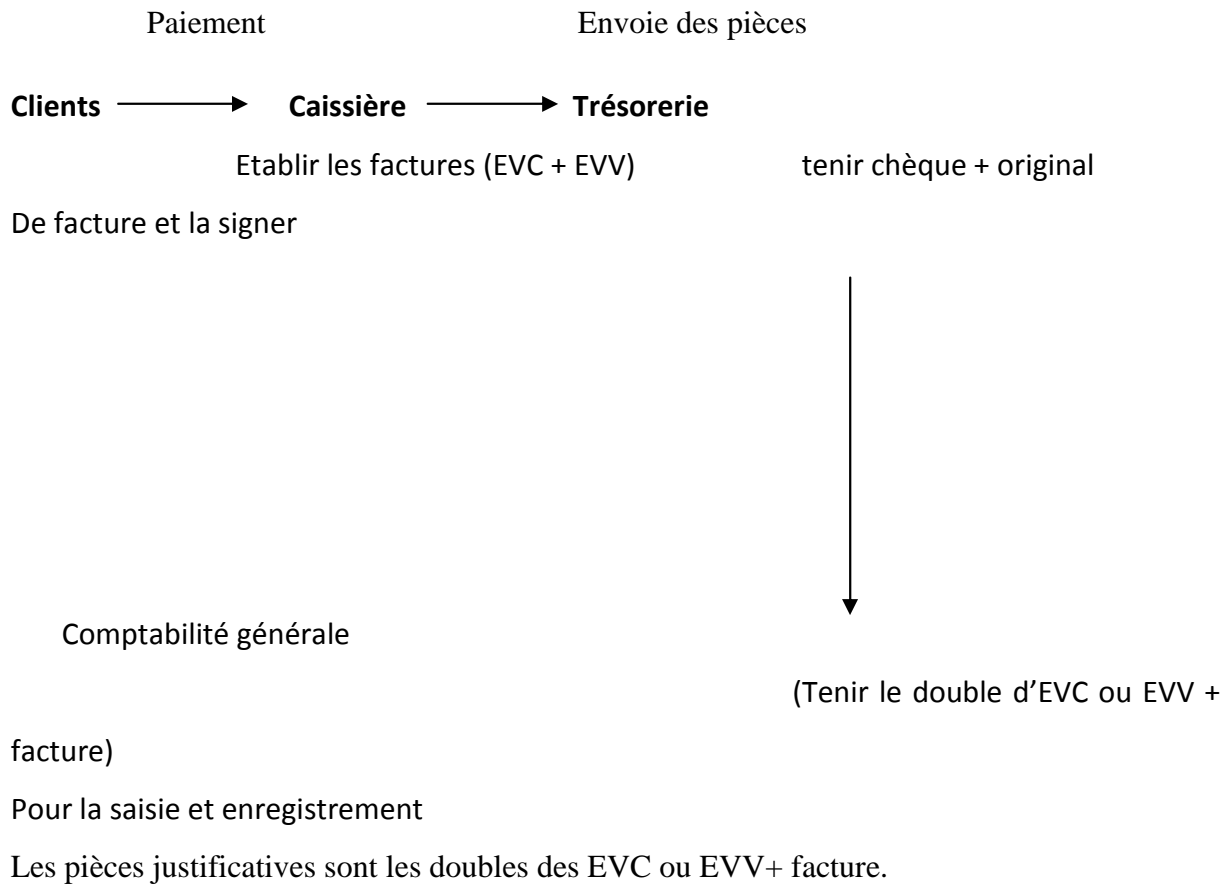 Paiement Envoie des pièces
Clients Caissière Trésorerie
Etablir les factures (EVC + EVV) tenir chèque + original
De facture et la signer
Comptabilité générale
(Tenir le double d’EVC ou EVV +
facture)
Pour la saisie et enregistrement
Les pièces justificatives sont les doubles des EVC ou EVV+ facture.